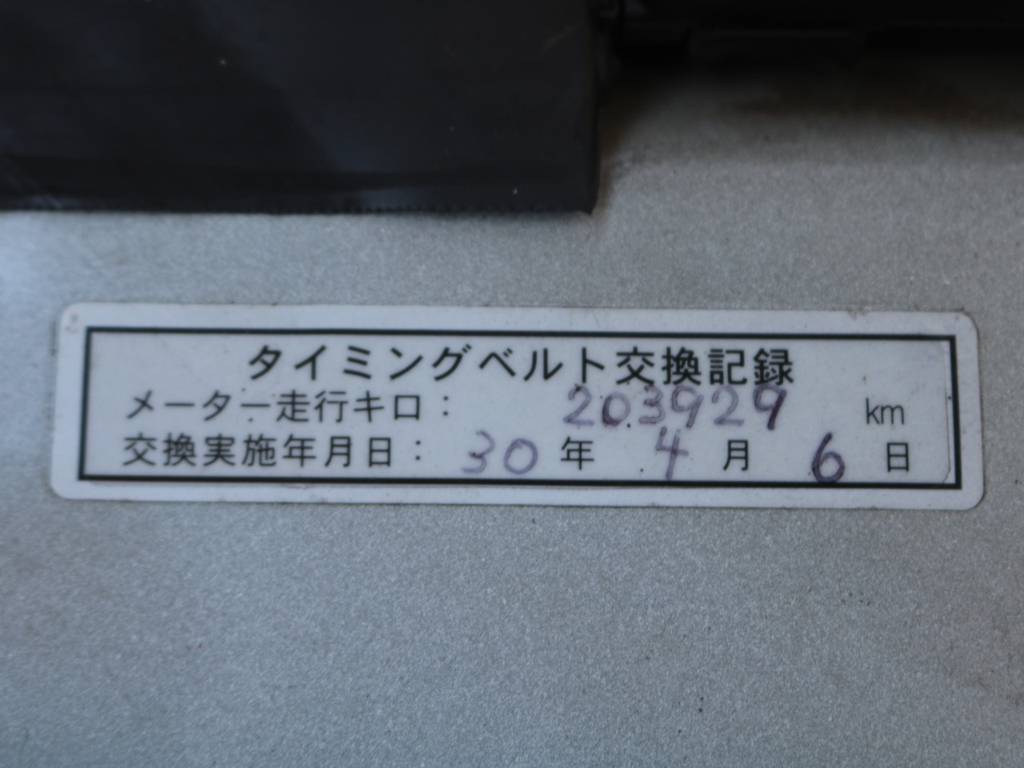 タイミングベルト交換記録
メーター走行キロ： 203929 km
交換実施年月日： 30 年 4 月 6 日